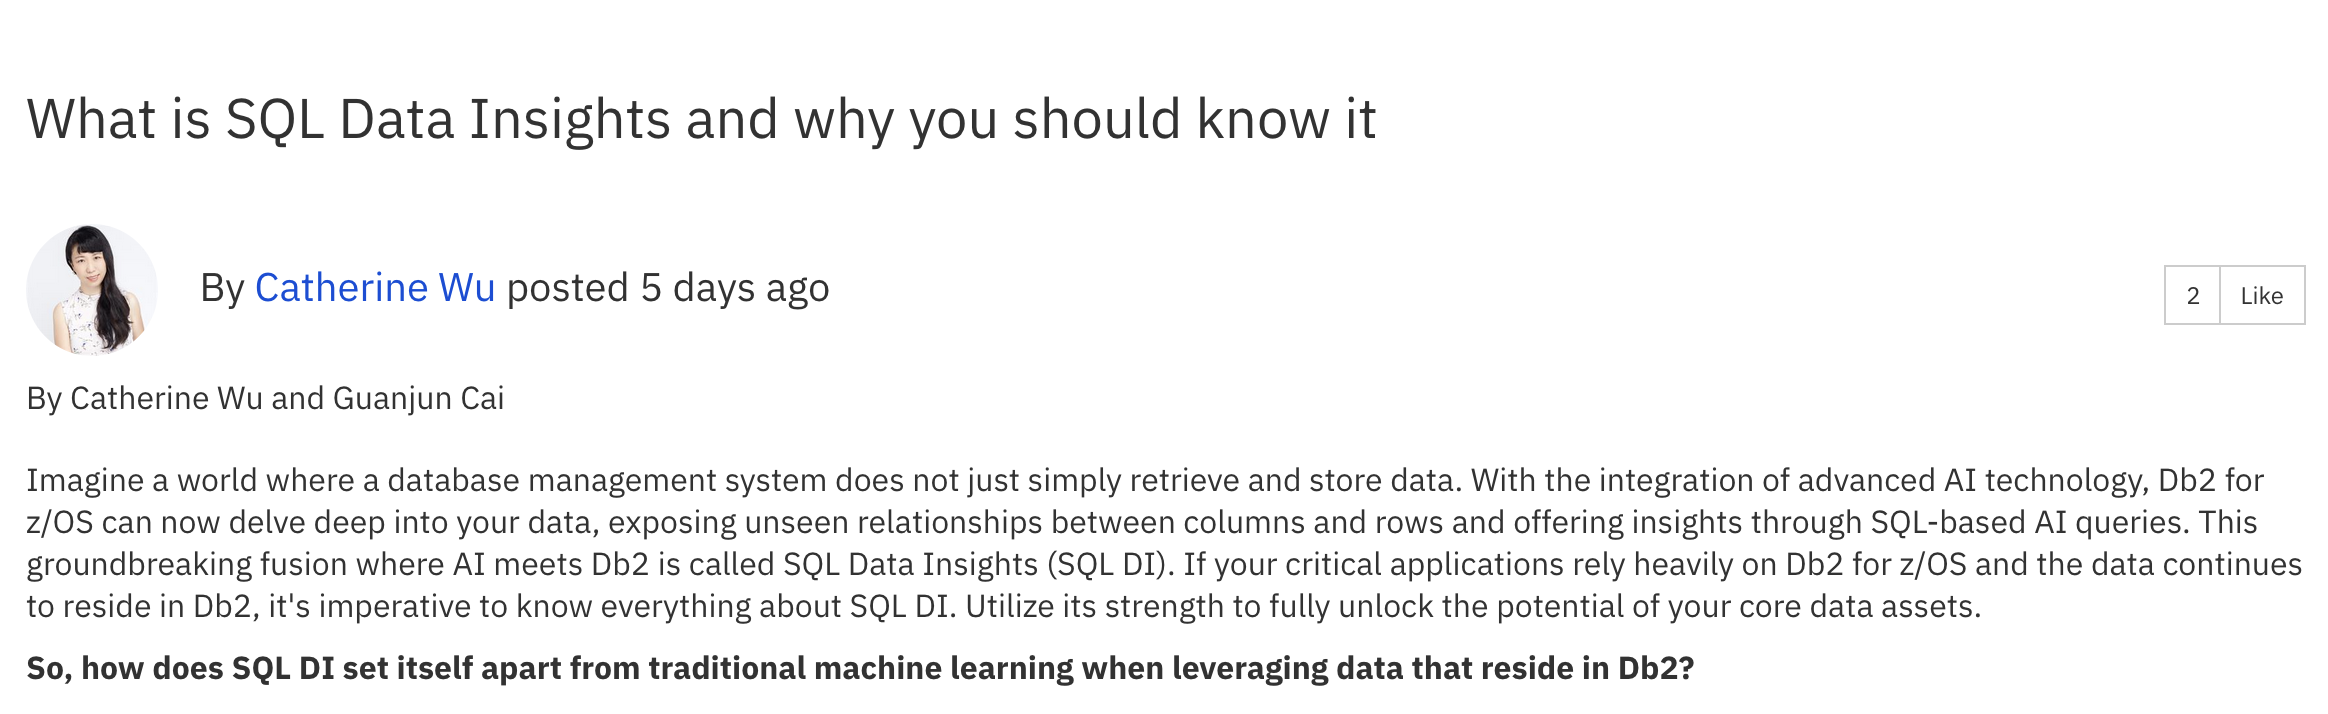 What is SQL Data Insights and why you should know it
By Catherine Wu posted 5 days ago
2 Like
By Catherine Wu and Guanjun Cai
Imagine a world where a database management system does not just simply retrieve and store data. With the integration of advanced AI technology, Db2 for
z/OS can now delve deep into your data, exposing unseen relationships between columns and rows and offering insights through SQL-based AI queries. This
groundbreaking fusion where AI meets Db2 is called SQL Data Insights (SQL DI). If your critical applications rely heavily on Db2 for z/OS and the data continues
to reside in Db2, it's imperative to know everything about SQL DI. Utilize its strength to fully unlock the potential of your core data assets.
So, how does SQL DI set itself apart from traditional machine learning when leveraging data that reside in Db2?